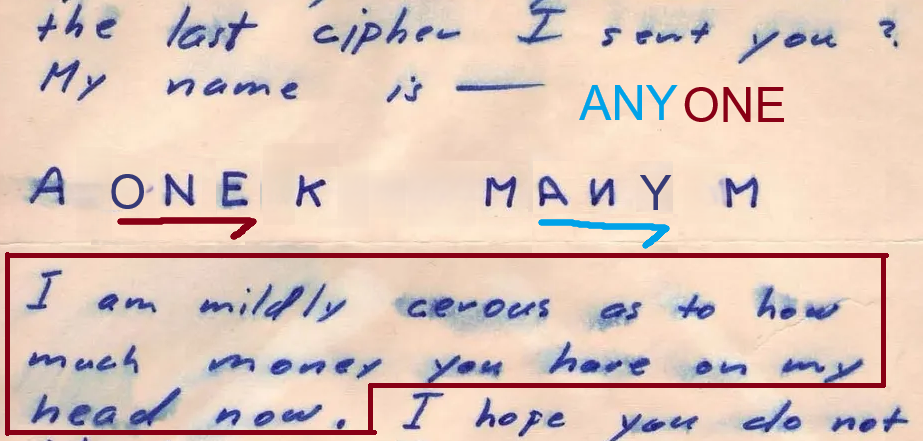 the last cipher I sent you ?
My name is —
ANYONE
A ONE K MAИY M
I am mildly cerous as to how
much money you have on my
head now. I hope you do not